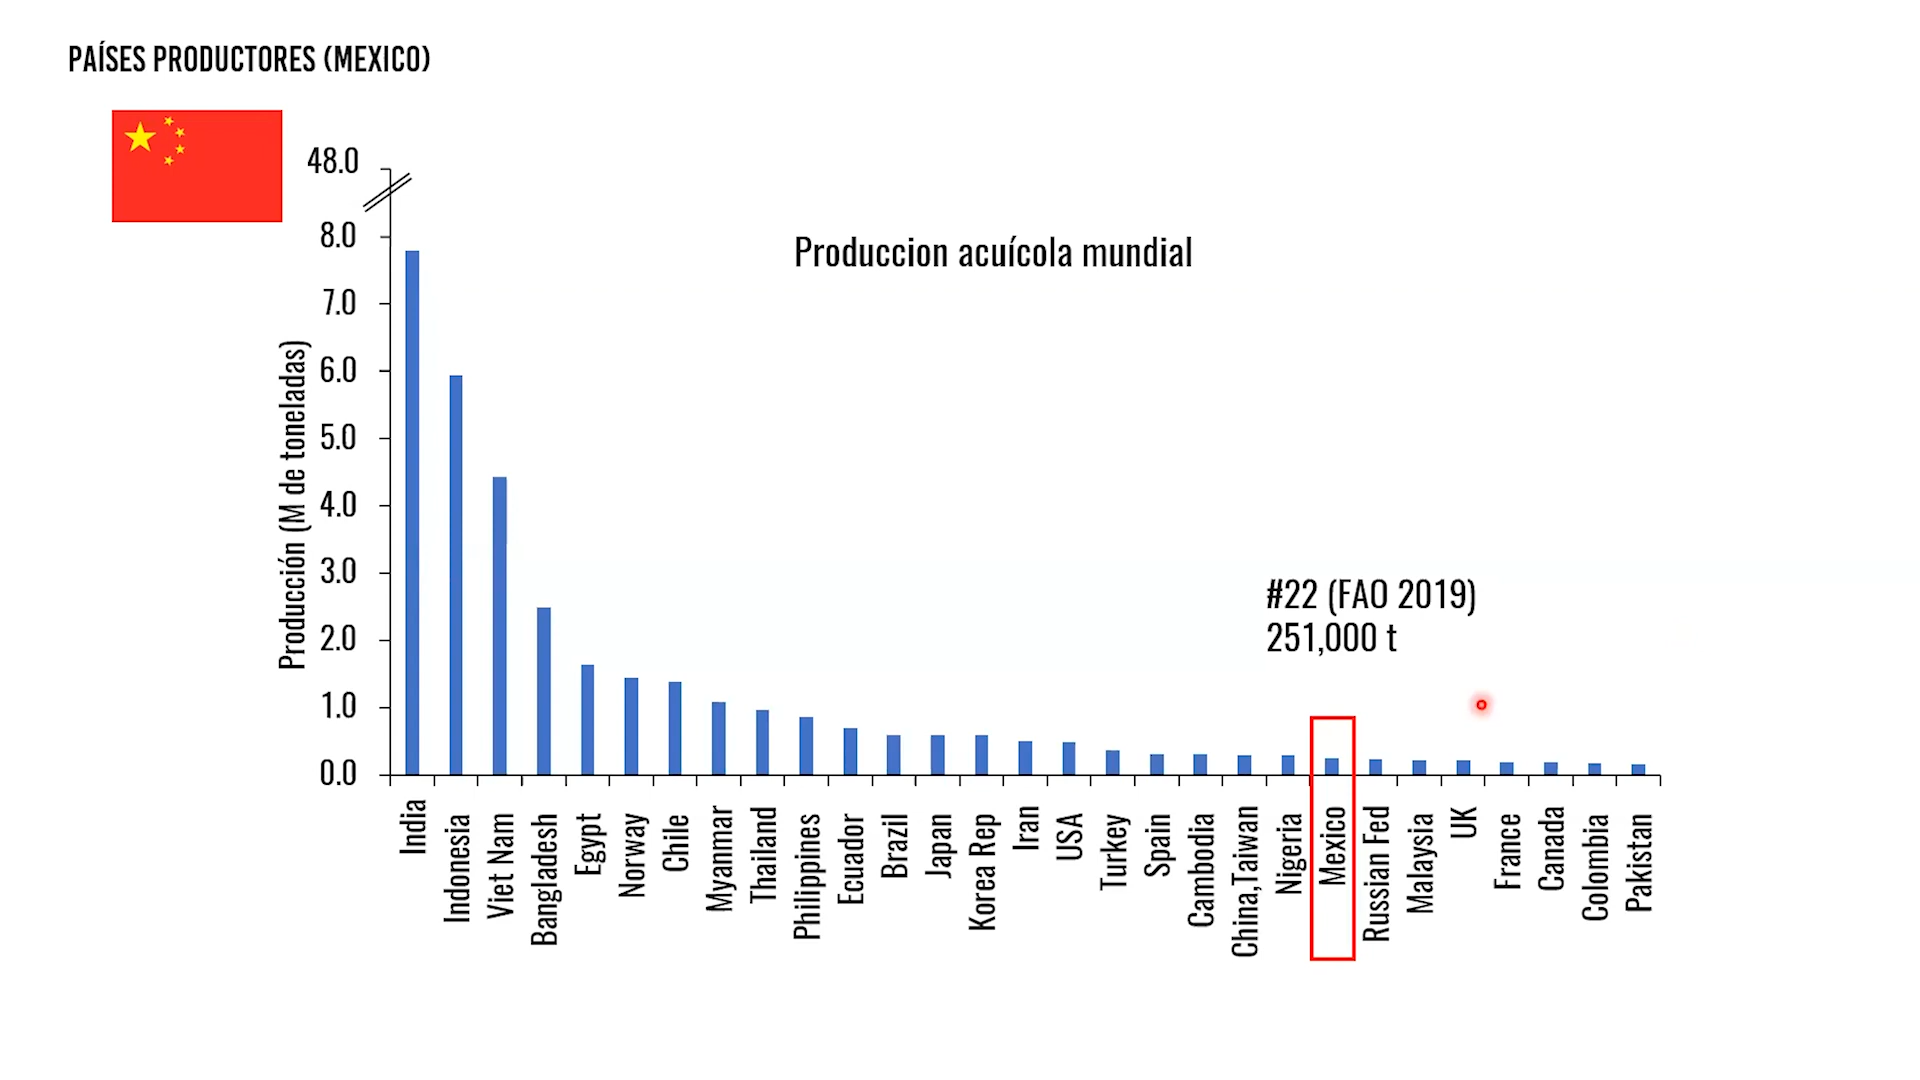 PAÍSES PRODUCTORES (MEXICO)
48.0
8.0
7.0
6.0
5.0
4.0
3.0
2.0
1.0
0.0
Producción (M de toneladas)
Produccion acuícola mundial
#22 (FAO 2019)
251,000 t
India
Indonesia
Viet Nam
Bangladesh
Egypt
Norway
Chile
Myanmar
Thailand
Philippines
Ecuador
Brazil
Japan
Korea Rep
Iran
USA
Turkey
Spain
Cambodia
China,Taiwan
Nigeria
Mexico
Russian Fed
Malaysia
UK
France
Canada
Colombia
Pakistan